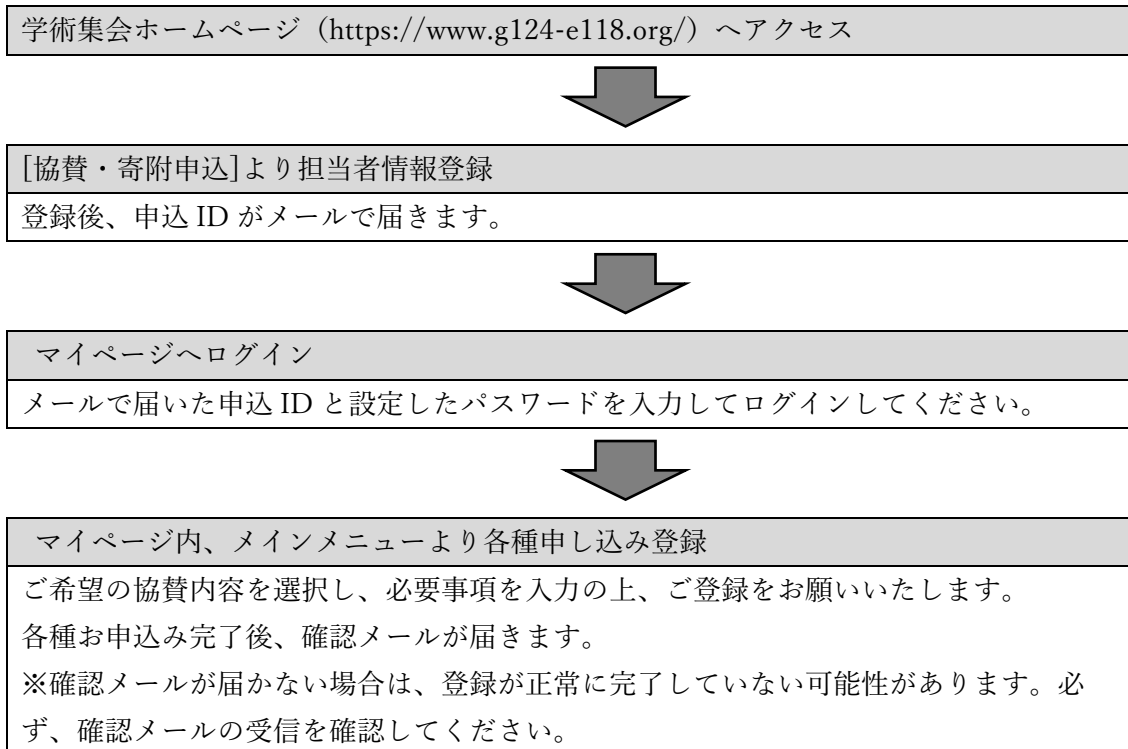 学術集会ホームページ（https://www.g124-e118.org/）へアクセス
[協賛・寄附申込]より担当者情報登録
登録後、申込 ID がメールで届きます。
マイページへログイン
メールで届いた申込 ID と設定したパスワードを入力してログインしてください。
マイページ内、メインメニューより各種申し込み登録
ご希望の協賛内容を選択し、必要事項を入力の上、ご登録をお願いいたします。
各種お申込み完了後、確認メールが届きます。
※確認メールが届かない場合は、登録が正常に完了していない可能性があります。必
ず、確認メールの受信を確認してください。